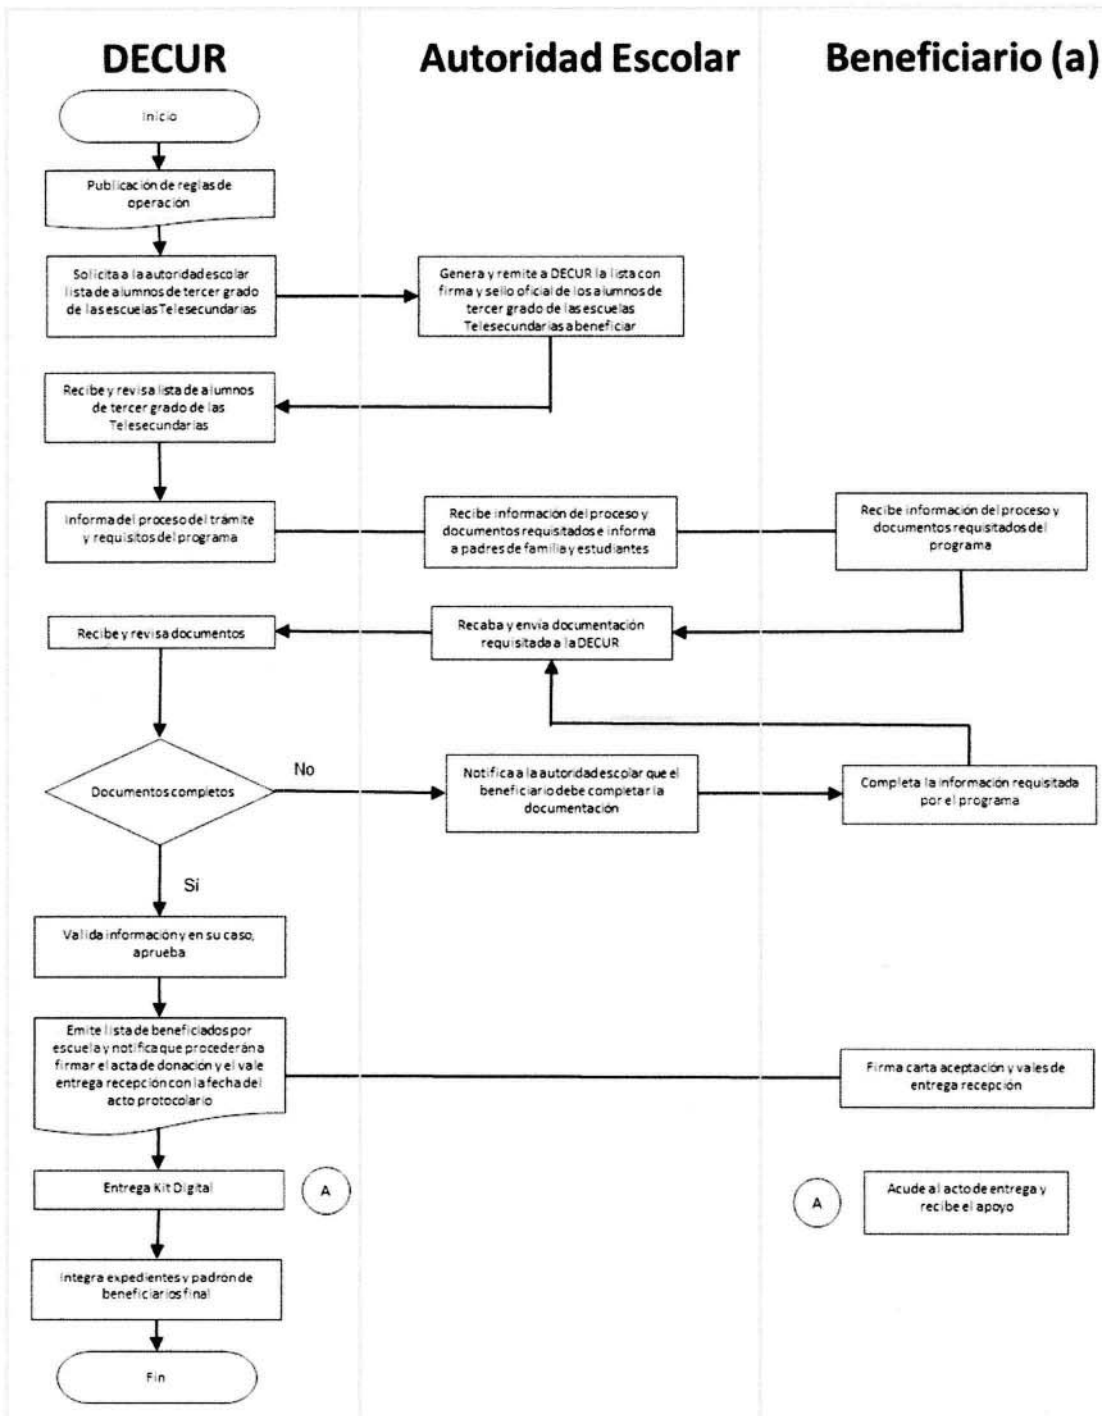 DECUR
Autoridad Escolar
Beneficiario (a)
Inicio
Publicación de reglas de
operación
Solicita a la autoridad escolar
lista de alumnos de tercer grado
de las escuelas Telesecundarias
Genera y remite a DECUR la lista con
firma y sello oficial de los alumnos de
tercer grado de las escuelas
Telesecundarias a beneficiar
Recibe y revisa lista de alumnos
de tercer grado de las
Telesecundarias
Informa del proceso del trámite
y requisitos del programa
Recibe información del proceso y
documentos requisitados e informa
a padres de familia y estudiantes
Recibe información del proceso y
documentos requisitados del
programa
Recibe y revisa documentos
Recaba y envía documentación
requisitada a la DECUR
Documentos completos
No
Notifica a la autoridad escolar que el
beneficiario debe completar la
documentación
Completa la información requisitada
por el programa
Sí
Valida información y en su caso,
aprueba
Emite lista de beneficiados por
escuela y notifica que procederán a
firmar el acta de donación y el vale
entrega recepción con la fecha del
acto protocolario
Firma carta aceptación y vales de
entrega recepción
Entrega Kit Digital
A
A
Acude al acto de entrega y
recibe el apoyo
Integra expedientes y padrón de
beneficiarios final
Fin